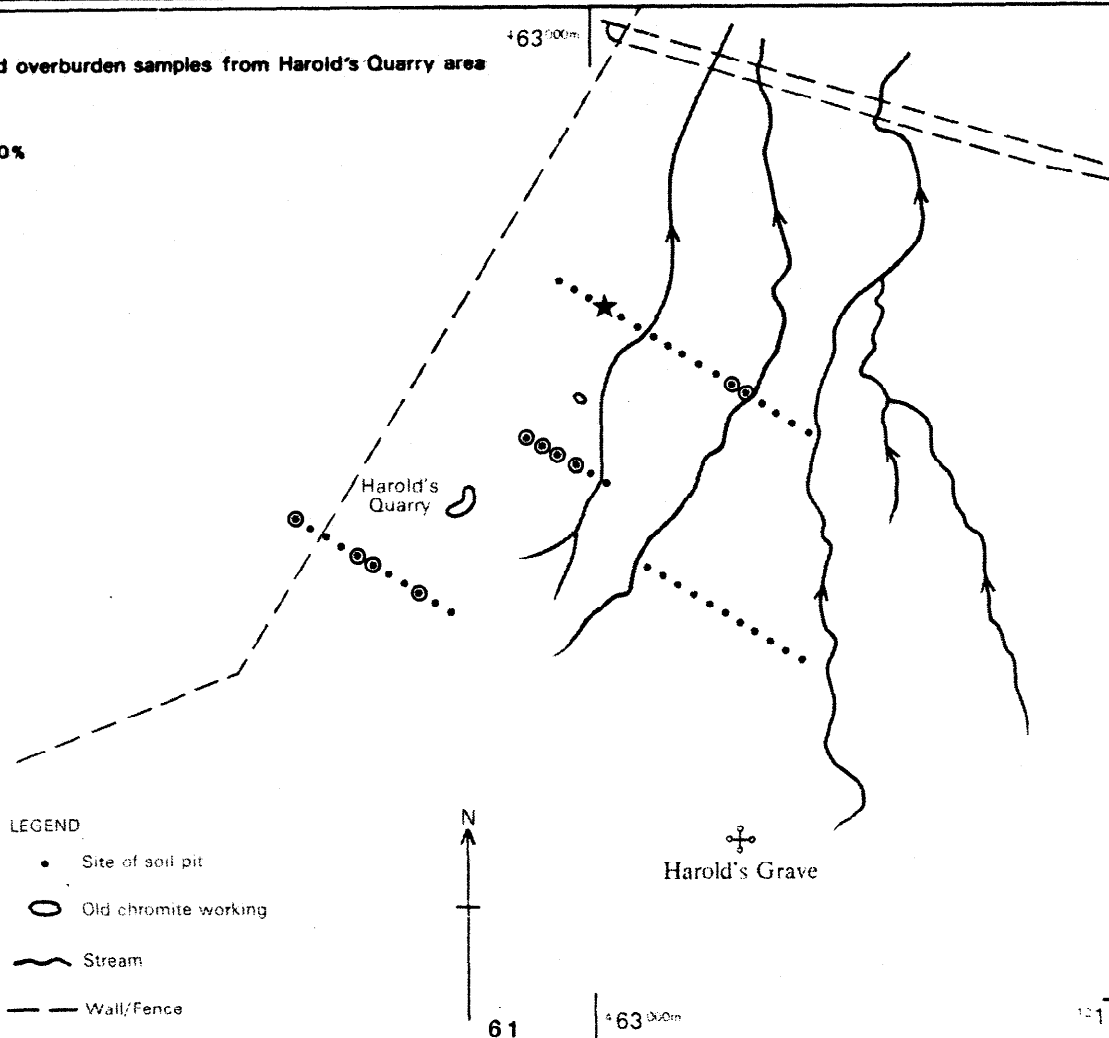 ⁴63⁰⁰⁰ᵐ
d overburden samples from Harold's Quarry area
0%
Harold's
Quarry
LEGEND
Site of soil pit
Old chromite working
Stream
Wall/Fence
N
Harold's Grave
61
⁴63⁰⁰⁰ᵐ
¹²1